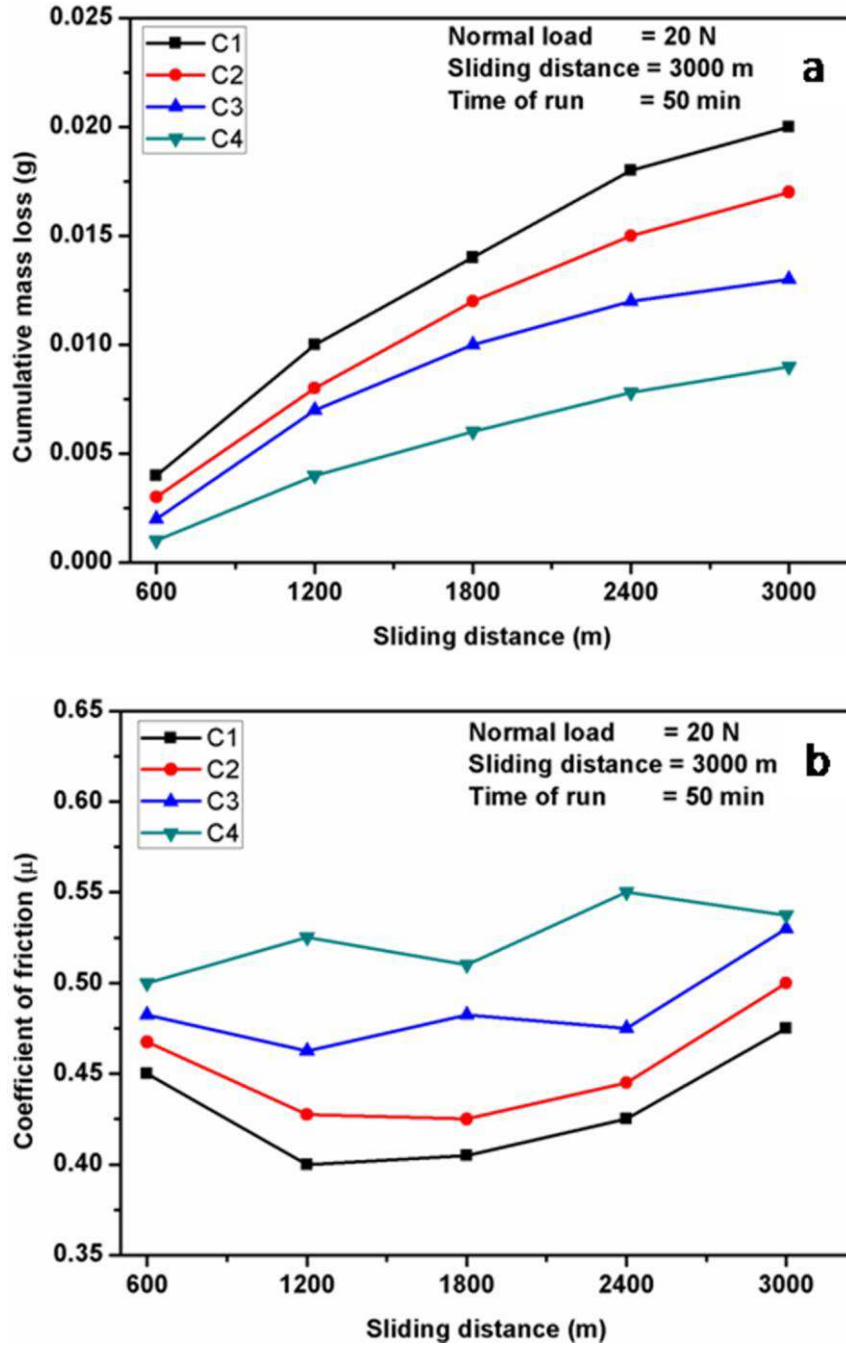 0.025
C1
C2
C3
C4
Normal load = 20 N
Sliding distance = 3000 m
Time of run = 50 min
a
0.020
0.015
0.010
0.005
0.000
Cumulative mass loss (g)
600 1200 1800 2400 3000
Sliding distance (m)
0.65
C1
C2
C3
C4
Normal load = 20 N
Sliding distance = 3000 m
Time of run = 50 min
b
0.60
0.55
0.50
0.45
0.40
0.35
Coefficient of friction (μ)
600 1200 1800 2400 3000
Sliding distance (m)